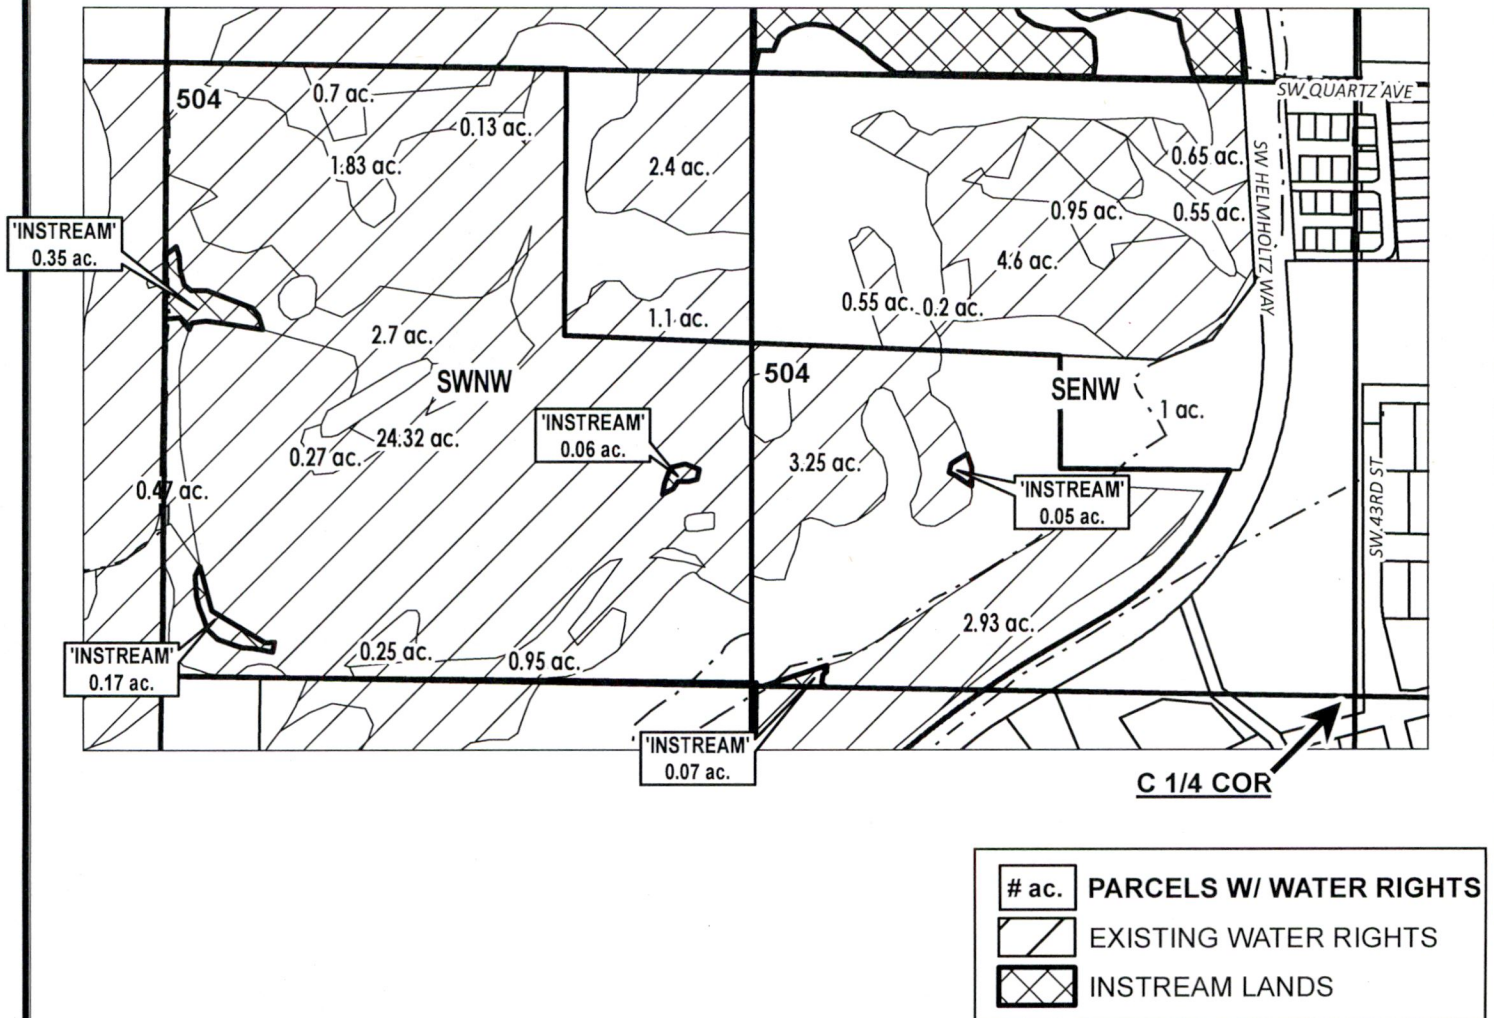 SW QUARTZ AVE
504
0.7 ac.
0.13 ac.
1.83 ac.
2.4 ac.
0.65 ac.
0.95 ac.
0.55 ac.
SW HELMHOLTZ WAY
'INSTREAM'
0.35 ac.
4.6 ac.
0.55 ac.
0.2 ac.
1.1 ac.
2.7 ac.
SWNW
504
SENW
1 ac.
'INSTREAM'
0.06 ac.
24.32 ac.
0.27 ac.
3.25 ac.
0.47 ac.
'INSTREAM'
0.05 ac.
SW 43RD ST
2.93 ac.
0.25 ac.
0.95 ac.
'INSTREAM'
0.17 ac.
'INSTREAM'
0.07 ac.
C 1/4 COR
# ac. PARCELS W/ WATER RIGHTS
EXISTING WATER RIGHTS
INSTREAM LANDS